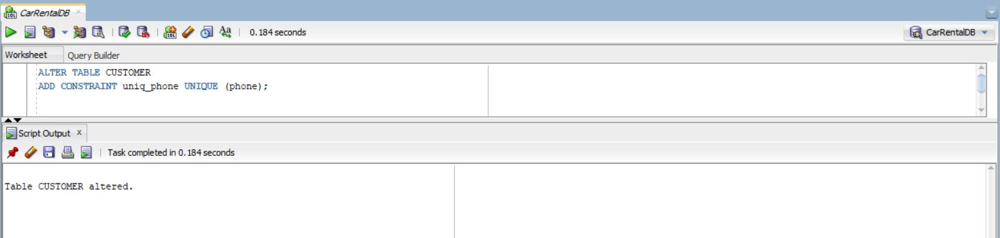 CarRentalDB
0.184 seconds
CarRentalDB
Worksheet Query Builder
ALTER TABLE CUSTOMER
ADD CONSTRAINT uniq_phone UNIQUE (phone);
Script Output x
Task completed in 0.184 seconds
Table CUSTOMER altered.